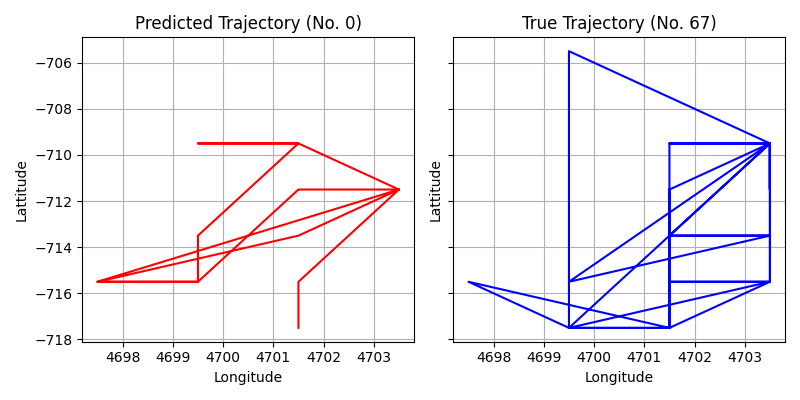 Predicted Trajectory (No. 0)
True Trajectory (No. 67)
−706
−708
−710
−712
−714
−716
−718
Lattitude
Lattitude
4698 4699 4700 4701 4702 4703
4698 4699 4700 4701 4702 4703
Longitude
Longitude